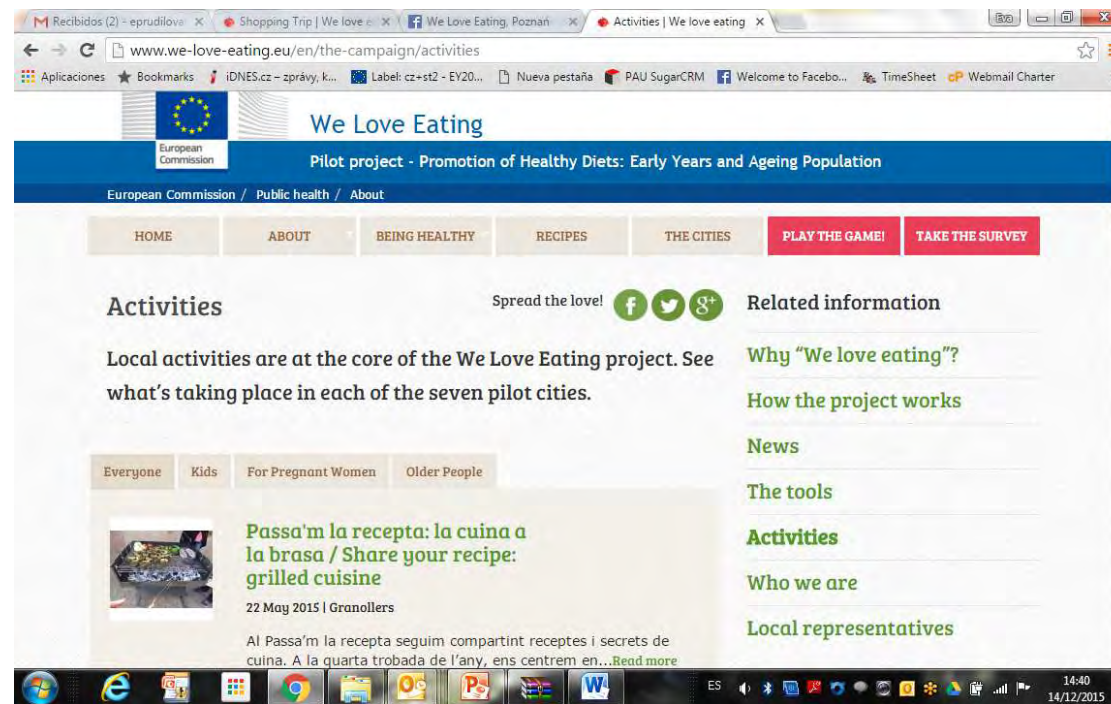 Recibidos (2) - eprudilova
Shopping Trip | We love e
We Love Eating, Poznań
Activities | We love eating
Eva
www.we-love-eating.eu/en/the-campaign/activities
Aplicaciones
Bookmarks
iDNES.cz – zprávy, k...
Label: cz+st2 - EY20...
Nueva pestaña
PAU SugarCRM
Welcome to Facebo...
TimeSheet
Webmail Charter
European
Commission
We Love Eating
Pilot project - Promotion of Healthy Diets: Early Years and Ageing Population
European Commission / Public health / About
HOME
ABOUT
BEING HEALTHY
RECIPES
THE CITIES
PLAY THE GAME!
TAKE THE SURVEY
Activities
Spread the love!
Local activities are at the core of the We Love Eating project. See
what's taking place in each of the seven pilot cities.
Everyone
Kids
For Pregnant Women
Older People
Passa'm la recepta: la cuina a
la brasa / Share your recipe:
grilled cuisine
22 May 2015 | Granollers
Al Passa'm la recepta seguim compartint receptes i secrets de
cuina. A la quarta trobada de l'any, ens centrem en...Read more
Related information
Why “We love eating”?
How the project works
News
The tools
Activities
Who we are
Local representatives
ES
14:40
14/12/2015